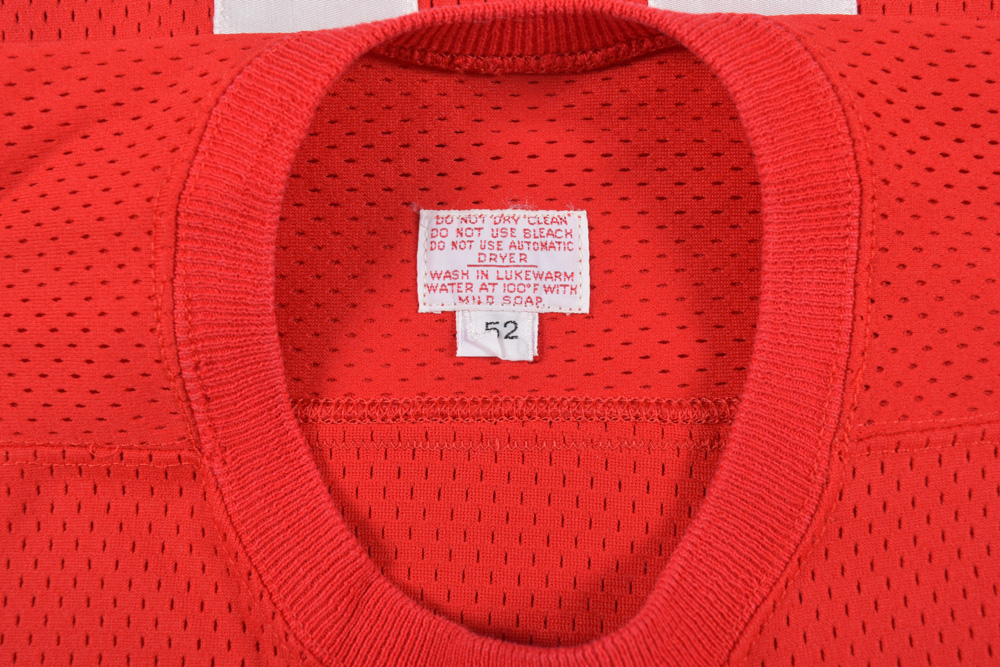 DO NOT DRY CLEAN
DO NOT USE BLEACH
DO NOT USE AUTOMATIC
DRYER
WASH IN LUKEWARM
WATER AT 100°F WITH
MILD SOAP
52